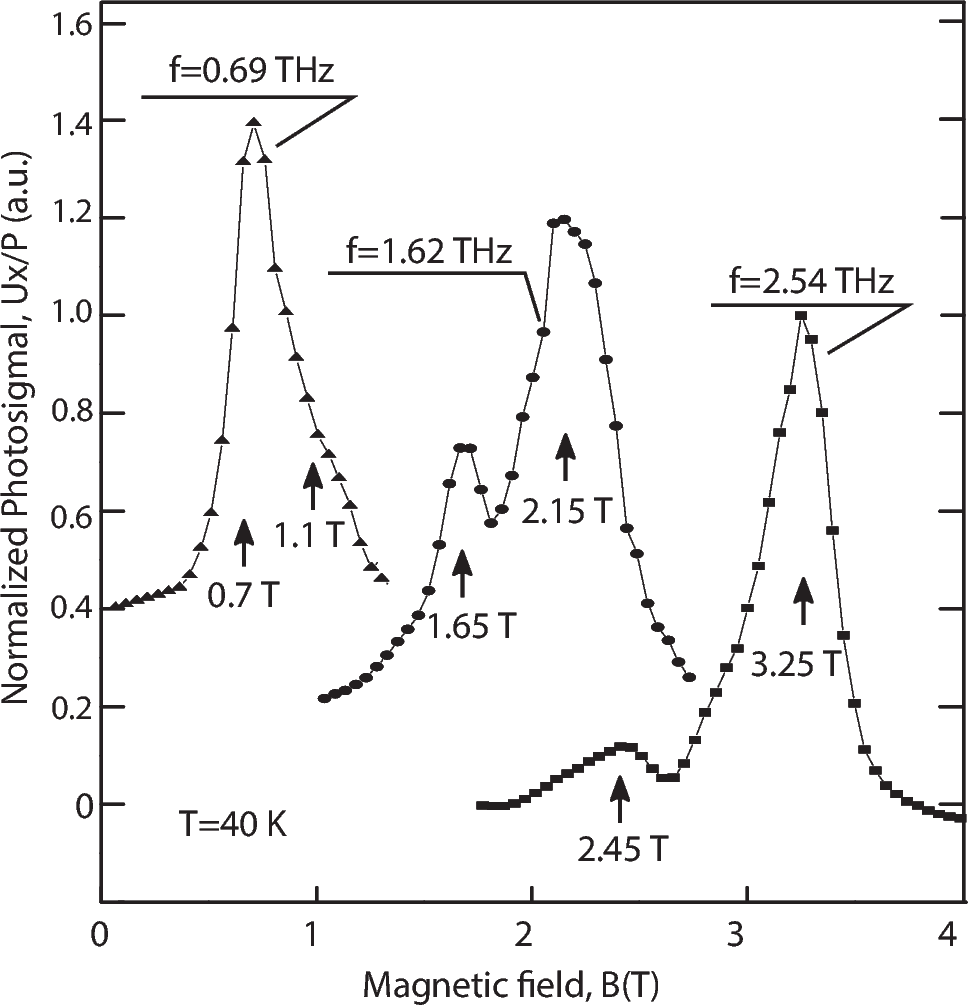 1.6
f=0.69 THz
1.4
1.2
f=1.62 THz
f=2.54 THz
1.0
0.8
2.15 T
0.6
1.1 T
0.7 T
1.65 T
3.25 T
0.4
0.2
0
T=40 K
2.45 T
0 1 2 3 4
Magnetic field, B(T)
Normalized Photosigmal, Ux/P (a.u.)